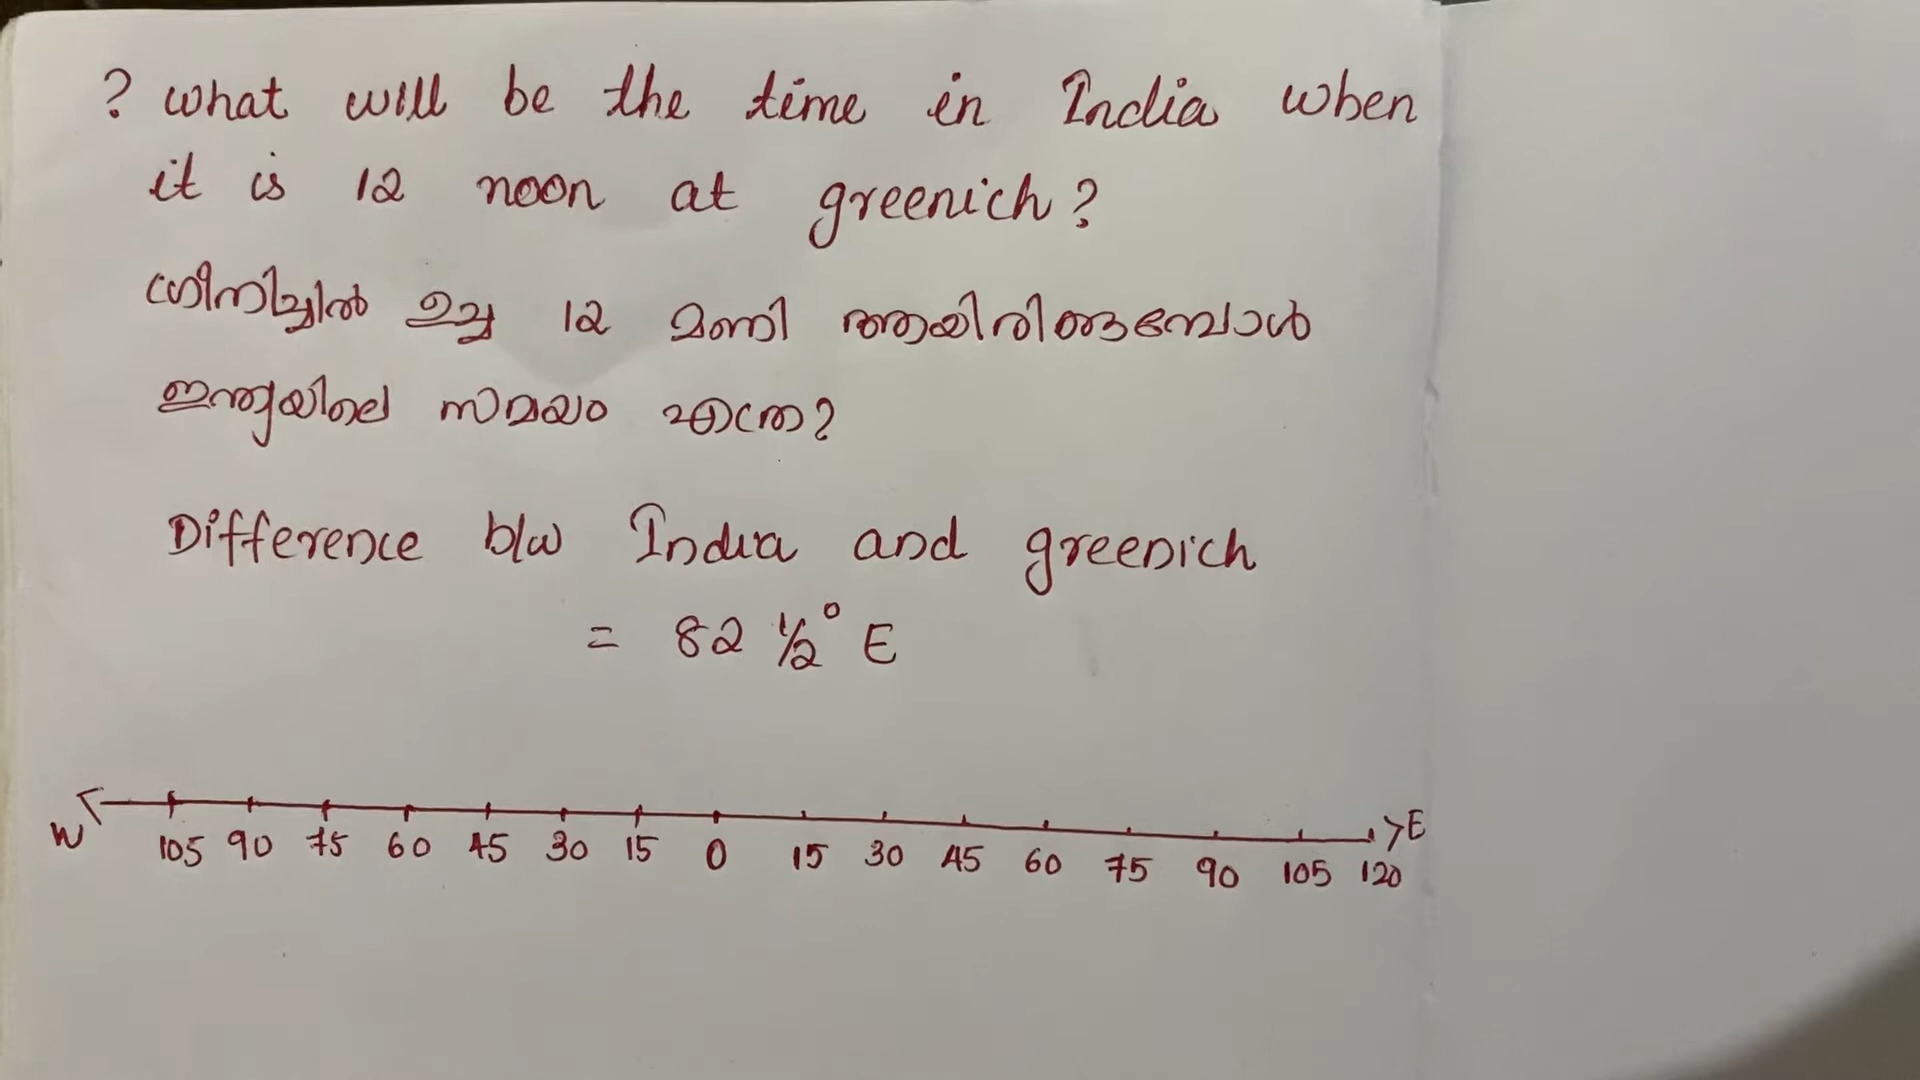 ? what will be the time in India when
it is 12 noon at greenich?
ഗ്രീനിച്ചിൽ ഉച്ച 12 മണി ആയിരിക്കുമ്പോൾ
ഇന്ത്യയിലെ സമയം എത്ര?
Difference b/w India and greenich
= 82 ½° E
W 105 90 75 60 45 30 15 0 15 30 45 60 75 90 105 120 E